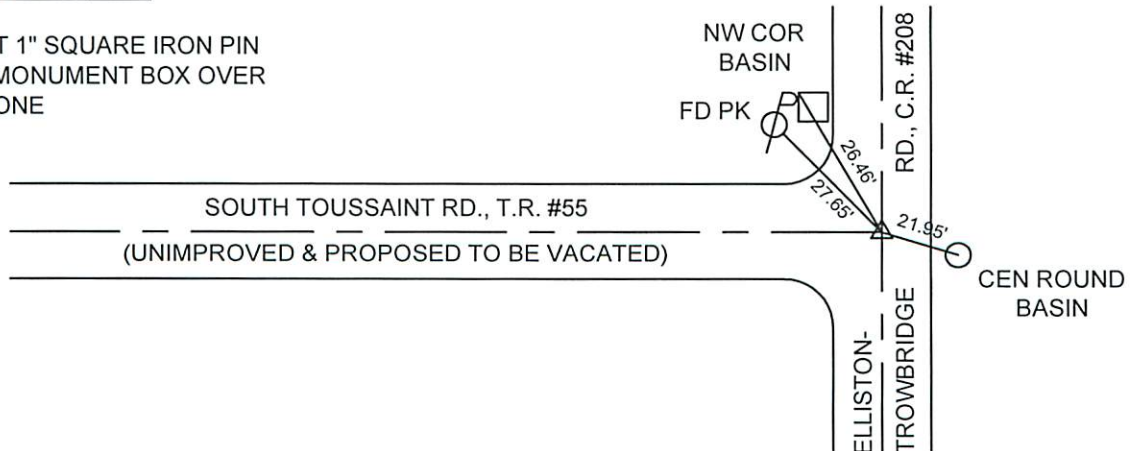 T 1" SQUARE IRON PIN
MONUMENT BOX OVER
ONE
NW COR
BASIN
FD PK
26.46'
27.65'
21.95'
SOUTH TOUSSAINT RD., T.R. #55
(UNIMPROVED & PROPOSED TO BE VACATED)
CEN ROUND
BASIN
ELLISTON-
TROWBRIDGE
RD., C.R. #208